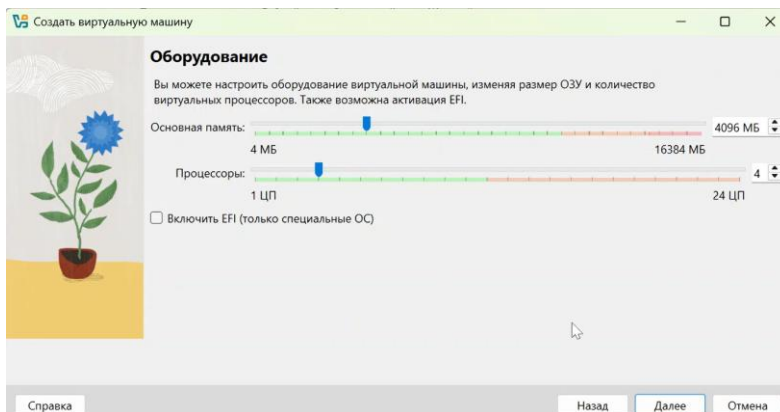 Создать виртуальную машину
Оборудование
Вы можете настроить оборудование виртуальной машины, изменяя размер ОЗУ и количество
виртуальных процессоров. Также возможна активация EFI.
Основная память:
4096 МБ
4 МБ
16384 МБ
Процессоры:
4
1 ЦП
24 ЦП
Включить EFI (только специальные ОС)
Справка
Назад
Далее
Отмена